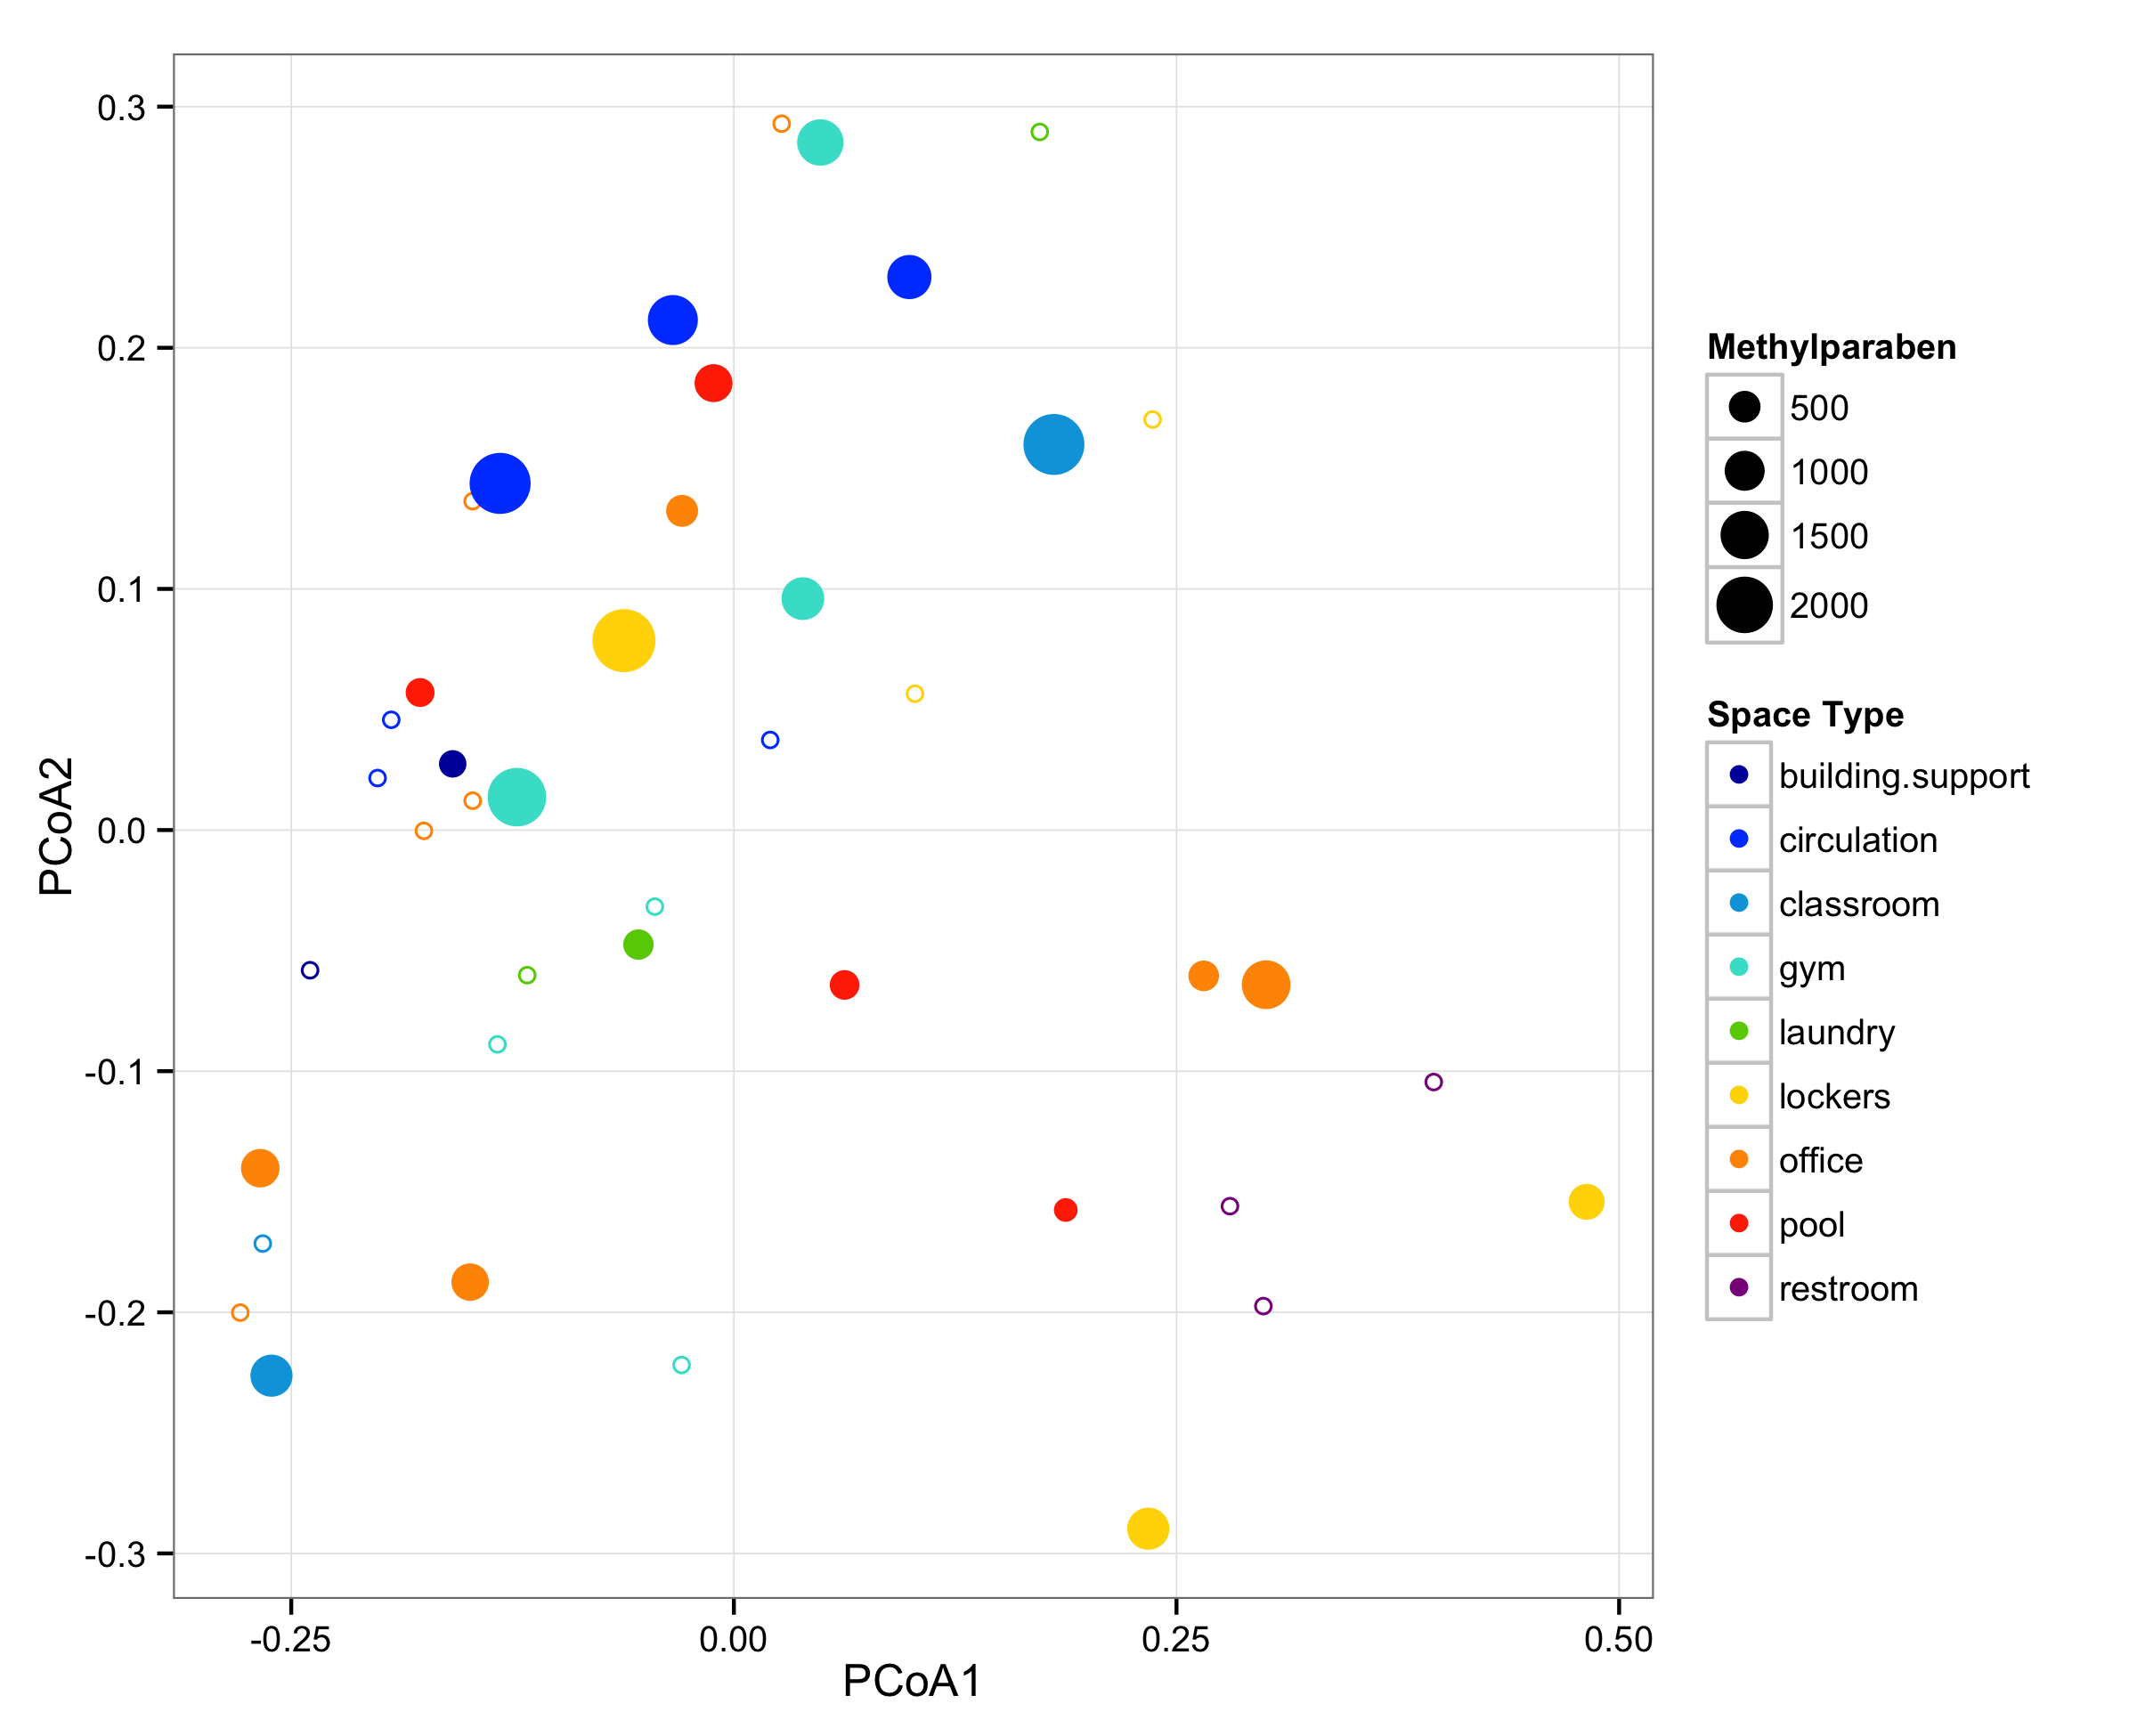 0.3
0.2
0.1
0.0
-0.1
-0.2
-0.3
PCoA2
-0.25
0.00
0.25
0.50
PCoA1
Methylparaben
500
1000
1500
2000
Space Type
building.support
circulation
classroom
gym
laundry
lockers
office
pool
restroom